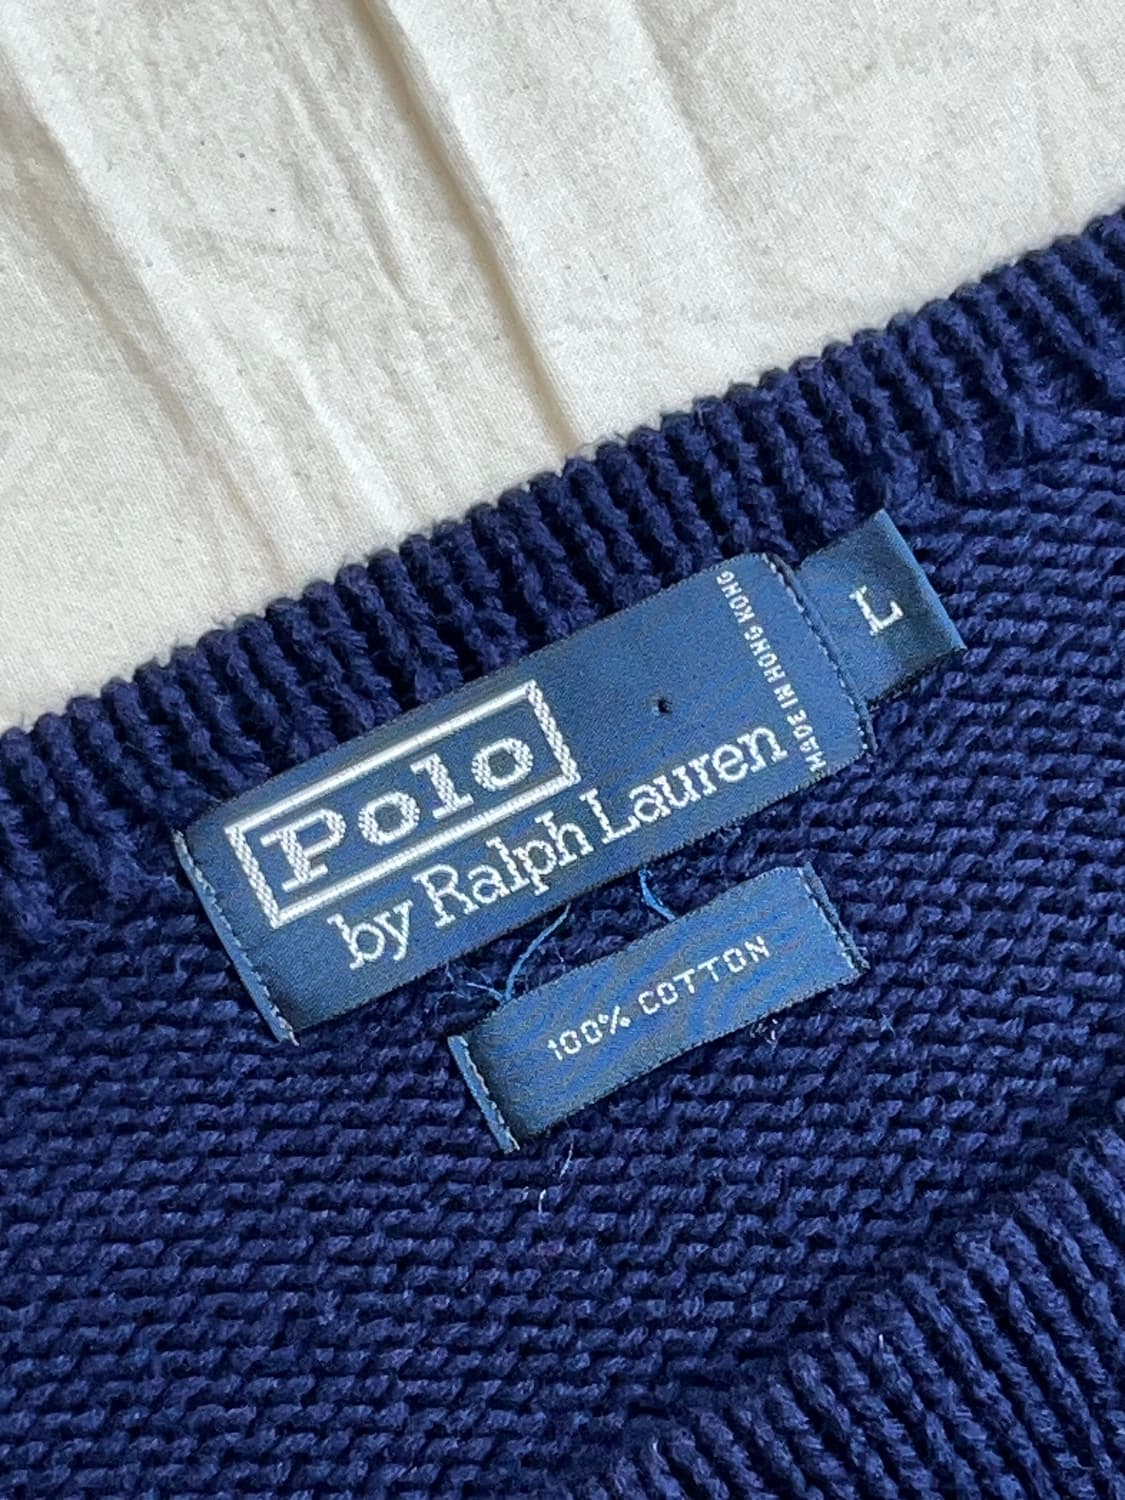 Polo
by Ralph Lauren
MADE IN HONG KONG
L
100% COTTON